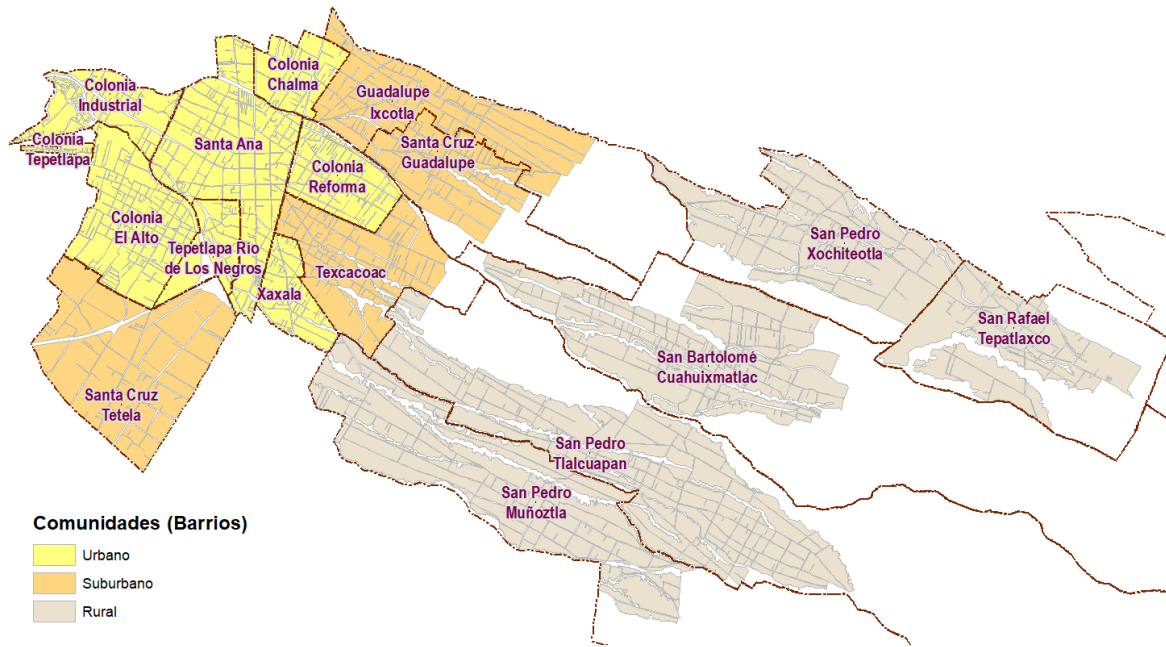 Colonia
Chalma
Colonia
Industrial
Guadalupe
Ixcotla
Santa Ana
Colonia
Tepetlapa
Santa Cruz
Guadalupe
Colonia
Reforma
Colonia
El Alto
San Pedro
Xochiteotla
Tepetlapa Rio
de Los Negros
Texcacoac
Xaxala
San Rafael
Tepatlaxco
San Bartolomé
Cuahuixmatlac
Santa Cruz
Tetela
San Pedro
Tlalcuapan
San Pedro
Muñoztla
Comunidades (Barrios)
Urbano
Suburbano
Rural